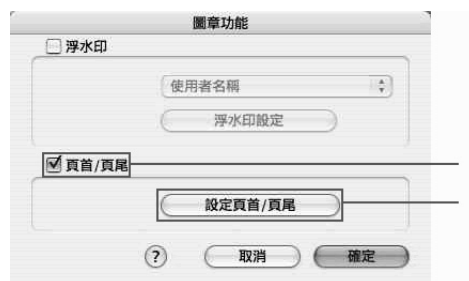 圖章功能
浮水印
使用者名稱
浮水印設定
頁首/頁尾
設定頁首/頁尾
? 取消 確定